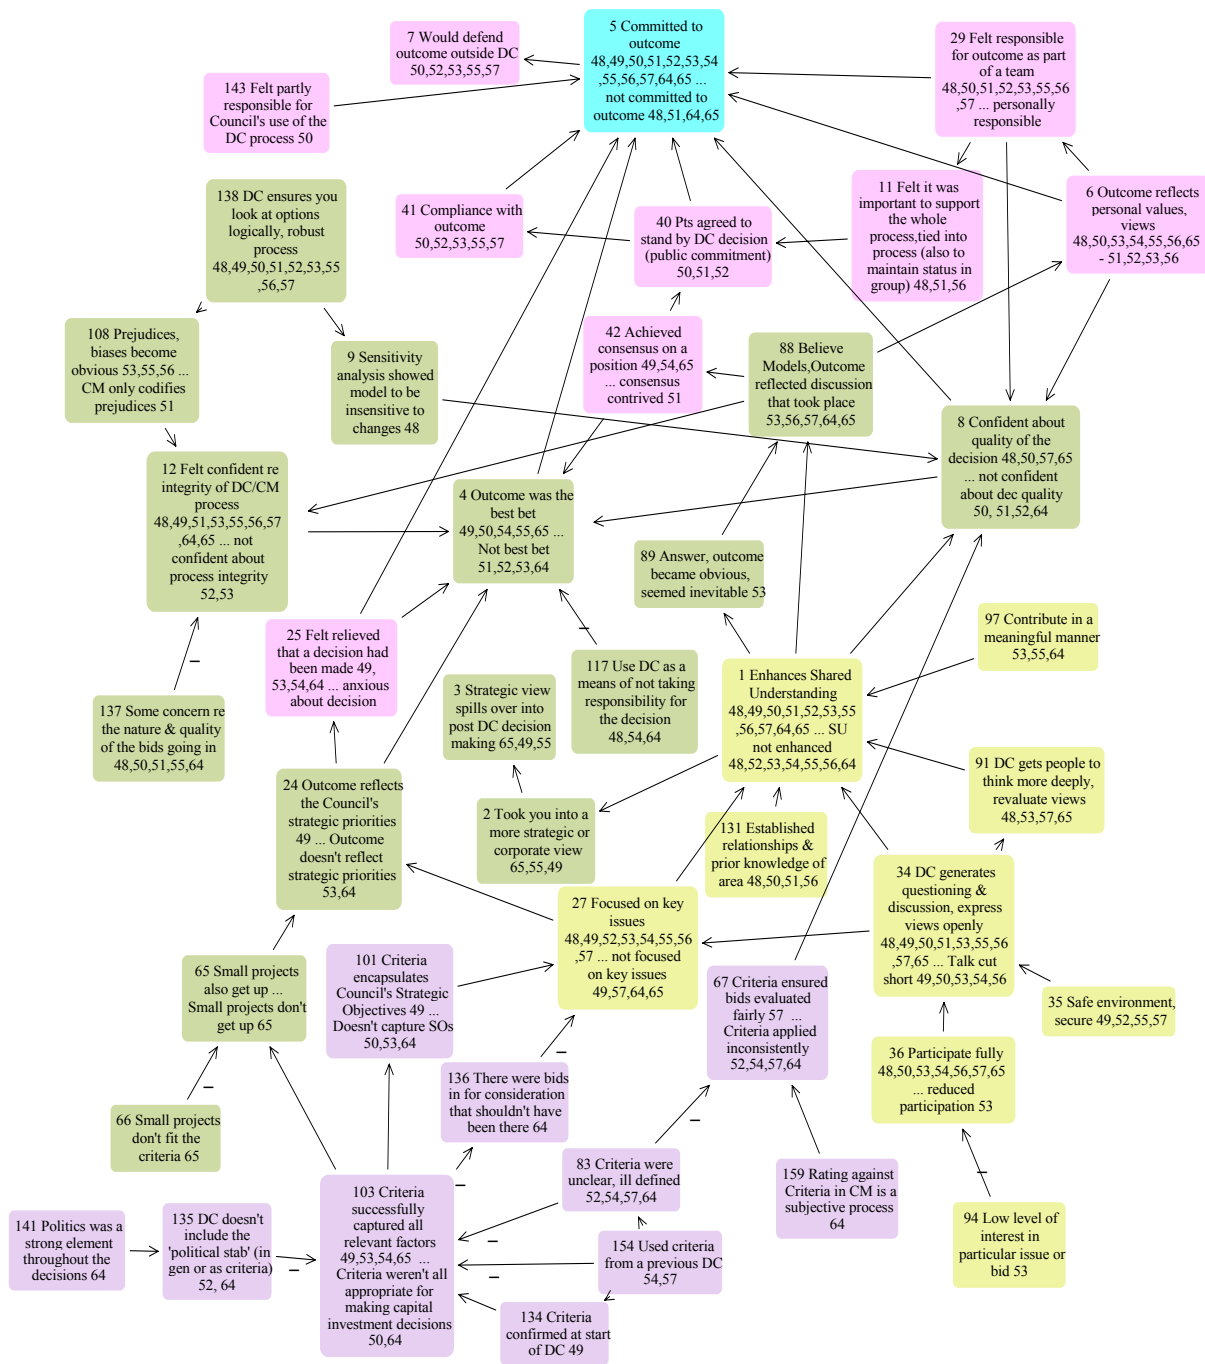 7 Would defend
outcome outside DC
50,52,53,55,57
5 Committed to
outcome
48,49,50,51,52,53,54
,55,56,57,64,65 ...
not committed to
outcome 48,51,64,65
29 Felt responsible
for outcome as part
of a team
48,50,51,52,53,55,56
,57 ... personally
responsible
143 Felt partly
responsible for
Council's use of the
DC process 50
138 DC ensures you
look at options
logically, robust
process
48,49,50,51,52,53,55
,56,57
41 Compliance with
outcome
50,52,53,55,57
40 Pts agreed to
stand by DC decision
(public commitment)
50,51,52
11 Felt it was
important to support
the whole
process,tied into
process (also to
maintain status in
group) 48,51,56
6 Outcome reflects
personal values,
views
48,50,53,54,55,56,65
- 51,52,53,56
108 Prejudices,
biases become
obvious 53,55,56 ...
CM only codifies
prejudices 51
9 Sensitivity
analysis showed
model to be
insensitive to
changes 48
42 Achieved
consensus on a
position 49,54,65
... consensus
contrived 51
88 Believe
Models,Outcome
reflected discussion
that took place
53,56,57,64,65
8 Confident about
quality of the
decision 48,50,57,65
... not confident
about dec quality
50, 51,52,64
12 Felt confident re
integrity of DC/CM
process
48,49,51,53,55,56,57
,64,65 ... not
confident about
process integrity
52,53
4 Outcome was the
best bet
49,50,54,55,65 ...
Not best bet
51,52,53,64
89 Answer, outcome
became obvious,
seemed inevitable 53
97 Contribute in a
meaningful manner
53,55,64
25 Felt relieved
that a decision had
been made 49,
53,54,64 ... anxious
about decision
–
117 Use DC as a
means of not taking
responsibility for
the decision
48,54,64
1 Enhances Shared
Understanding
48,49,50,51,52,53,55
,56,57,64,65 ... SU
not enhanced
48,52,53,54,55,56,64
–
137 Some concern re
the nature & quality
of the bids going in
48,50,51,55,64
3 Strategic view
spills over into
post DC decision
making 65,49,55
91 DC gets people to
think more deeply,
revaluate views
48,53,57,65
24 Outcome reflects
the Council's
strategic priorities
49 ... Outcome
doesn't reflect
strategic priorities
53,64
2 Took you into a
more strategic or
corporate view
65,55,49
131 Established
relationships &
prior knowledge of
area 48,50,51,56
34 DC generates
questioning &
discussion, express
views openly
48,49,50,51,53,55,56
,57,65 ... Talk cut
short 49,50,53,54,56
27 Focused on key
issues
48,49,52,53,54,55,56
,57 ... not focused
on key issues
49,57,64,65
65 Small projects
also get up ...
Small projects don't
get up 65
101 Criteria
encapsulates
Council's Strategic
Objectives 49 ...
Doesn't capture SOs
50,53,64
67 Criteria ensured
bids evaluated
fairly 57 ...
Criteria applied
inconsistently
52,54,57,64
35 Safe environment,
secure 49,52,55,57
36 Participate fully
48,50,53,54,56,57,65
... reduced
participation 53
–
136 There were bids
in for consideration
that shouldn't have
been there 64
–
66 Small projects
don't fit the
criteria 65
–
83 Criteria were
unclear, ill defined
52,54,57,64
159 Rating against
Criteria in CM is a
subjective process
64
–
94 Low level of
interest in
particular issue or
bid 53
–
103 Criteria
successfully
captured all
relevant factors
49,53,54,65 ...
Criteria weren't all
appropriate for
making capital
investment decisions
50,64
141 Politics was a
strong element
throughout the
decisions 64
135 DC doesn't
include the
'political stab' (in
gen or as criteria)
52, 64
–
–
–
154 Used criteria
from a previous DC
54,57
134 Criteria
confirmed at start
of DC 49